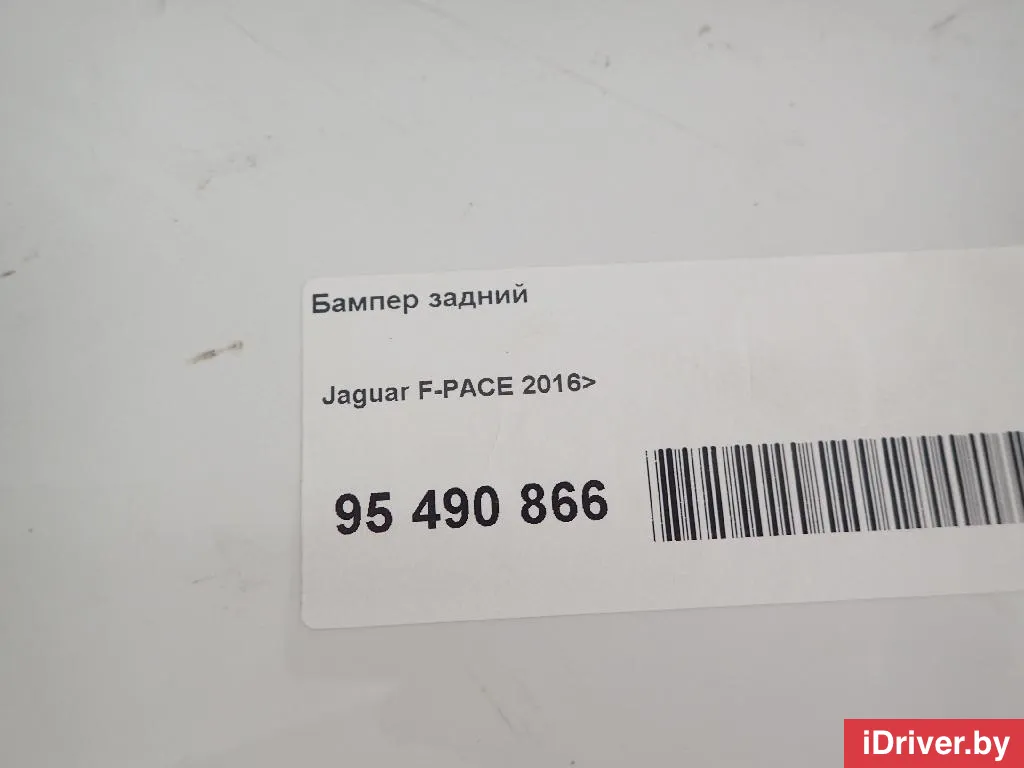 Бампер задний
Jaguar F-PACE 2016>
95 490 866
iDriver.by